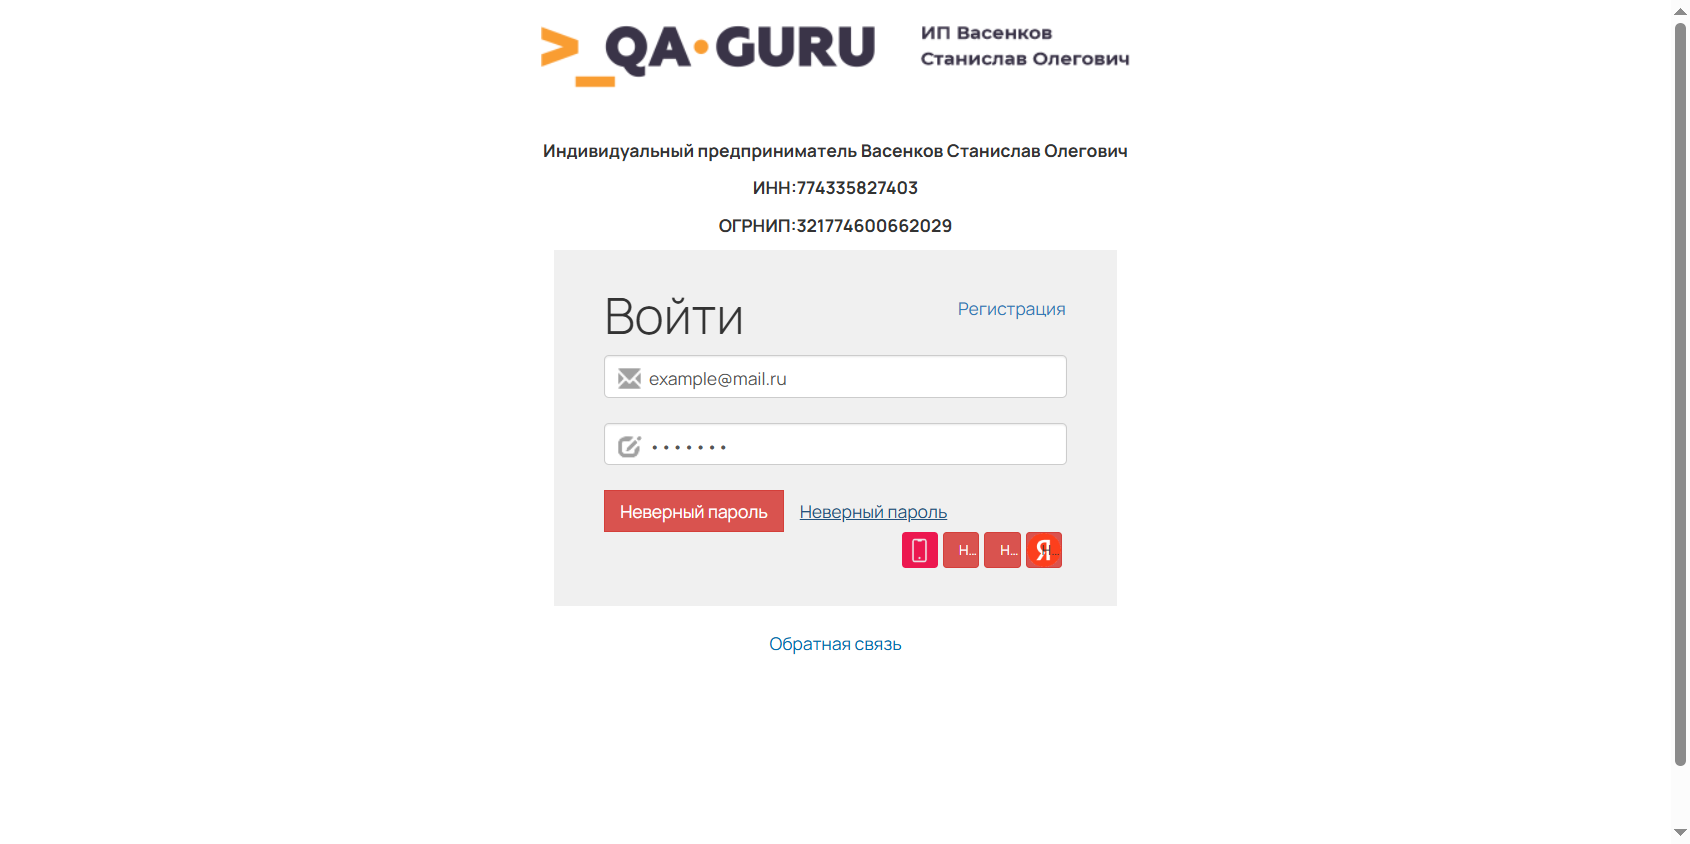 >_QA•GURU
ИП Васенков
Станислав Олегович
Индивидуальный предприниматель Васенков Станислав Олегович
ИНН:774335827403
ОГРНИП:321774600662029
Войти
Регистрация
example@mail.ru
Неверный пароль
Неверный пароль
Н...
Н...
Я
Обратная связь